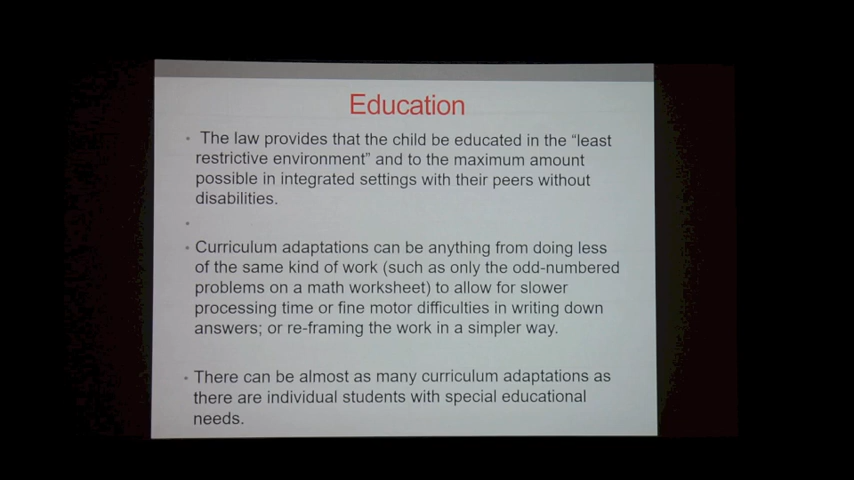 Education
• The law provides that the child be educated in the “least
restrictive environment” and to the maximum amount
possible in integrated settings with their peers without
disabilities.
•
• Curriculum adaptations can be anything from doing less
of the same kind of work (such as only the odd-numbered
problems on a math worksheet) to allow for slower
processing time or fine motor difficulties in writing down
answers; or re-framing the work in a simpler way.
• There can be almost as many curriculum adaptations as
there are individual students with special educational
needs.